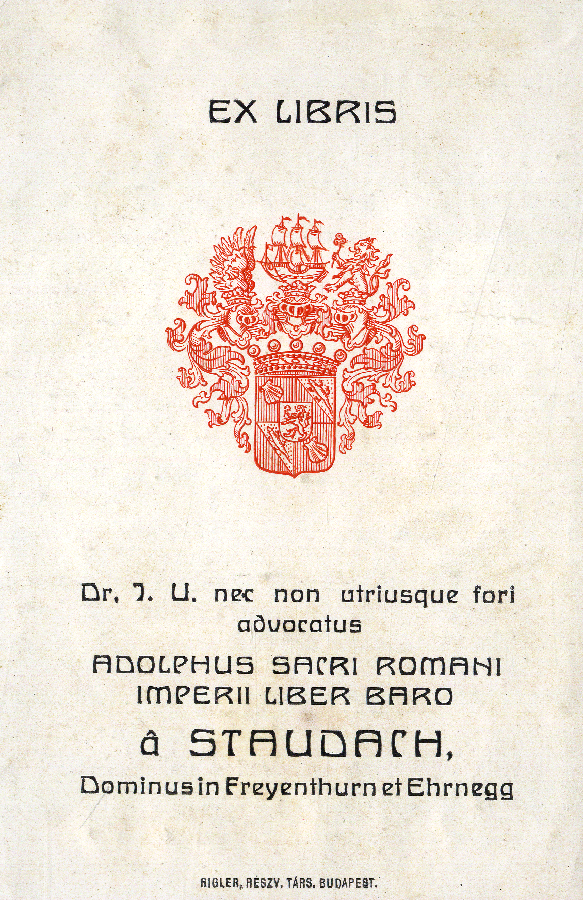 EX LIBRIS
Dr. J. U. nec non utriusque fori
advocatus
ADOLPHUS SACRI ROMANI
IMPERII LIBER BARO
â STAUDACH,
Dominus in Freyenthurn et Ehrnegg
RIGLER, RÉSZV. TÁRS. BUDAPEST.